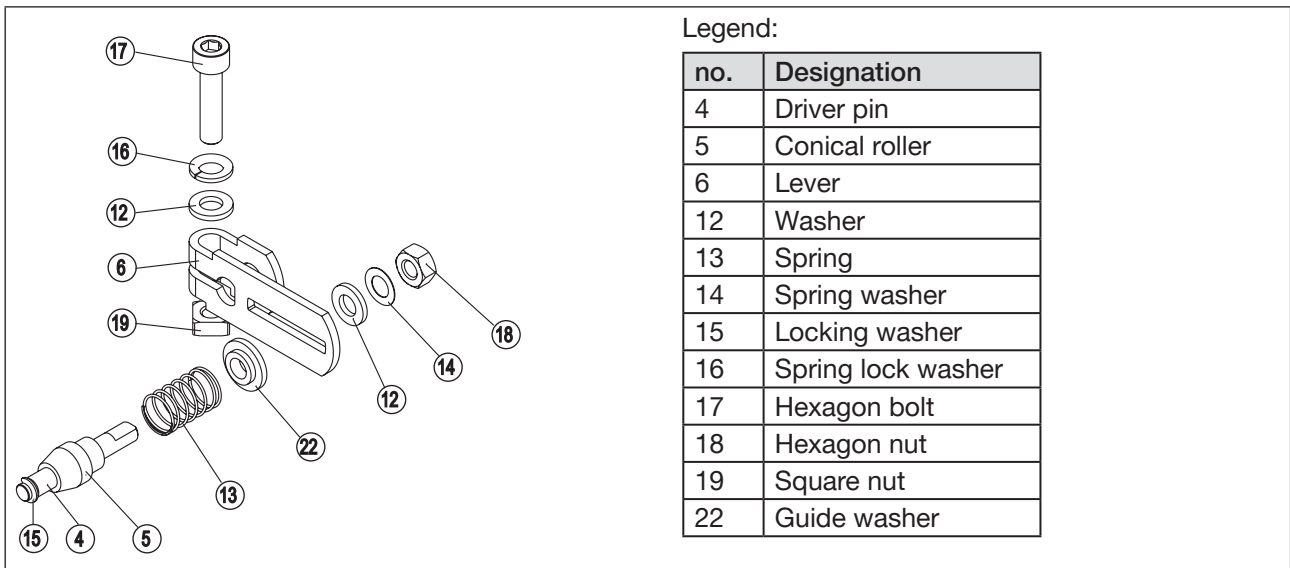 17
16
12
6
19
18
14
12
22
13
15 4 5
Legend:
no. Designation
4 Driver pin
5 Conical roller
6 Lever
12 Washer
13 Spring
14 Spring washer
15 Locking washer
16 Spring lock washer
17 Hexagon bolt
18 Hexagon nut
19 Square nut
22 Guide washer